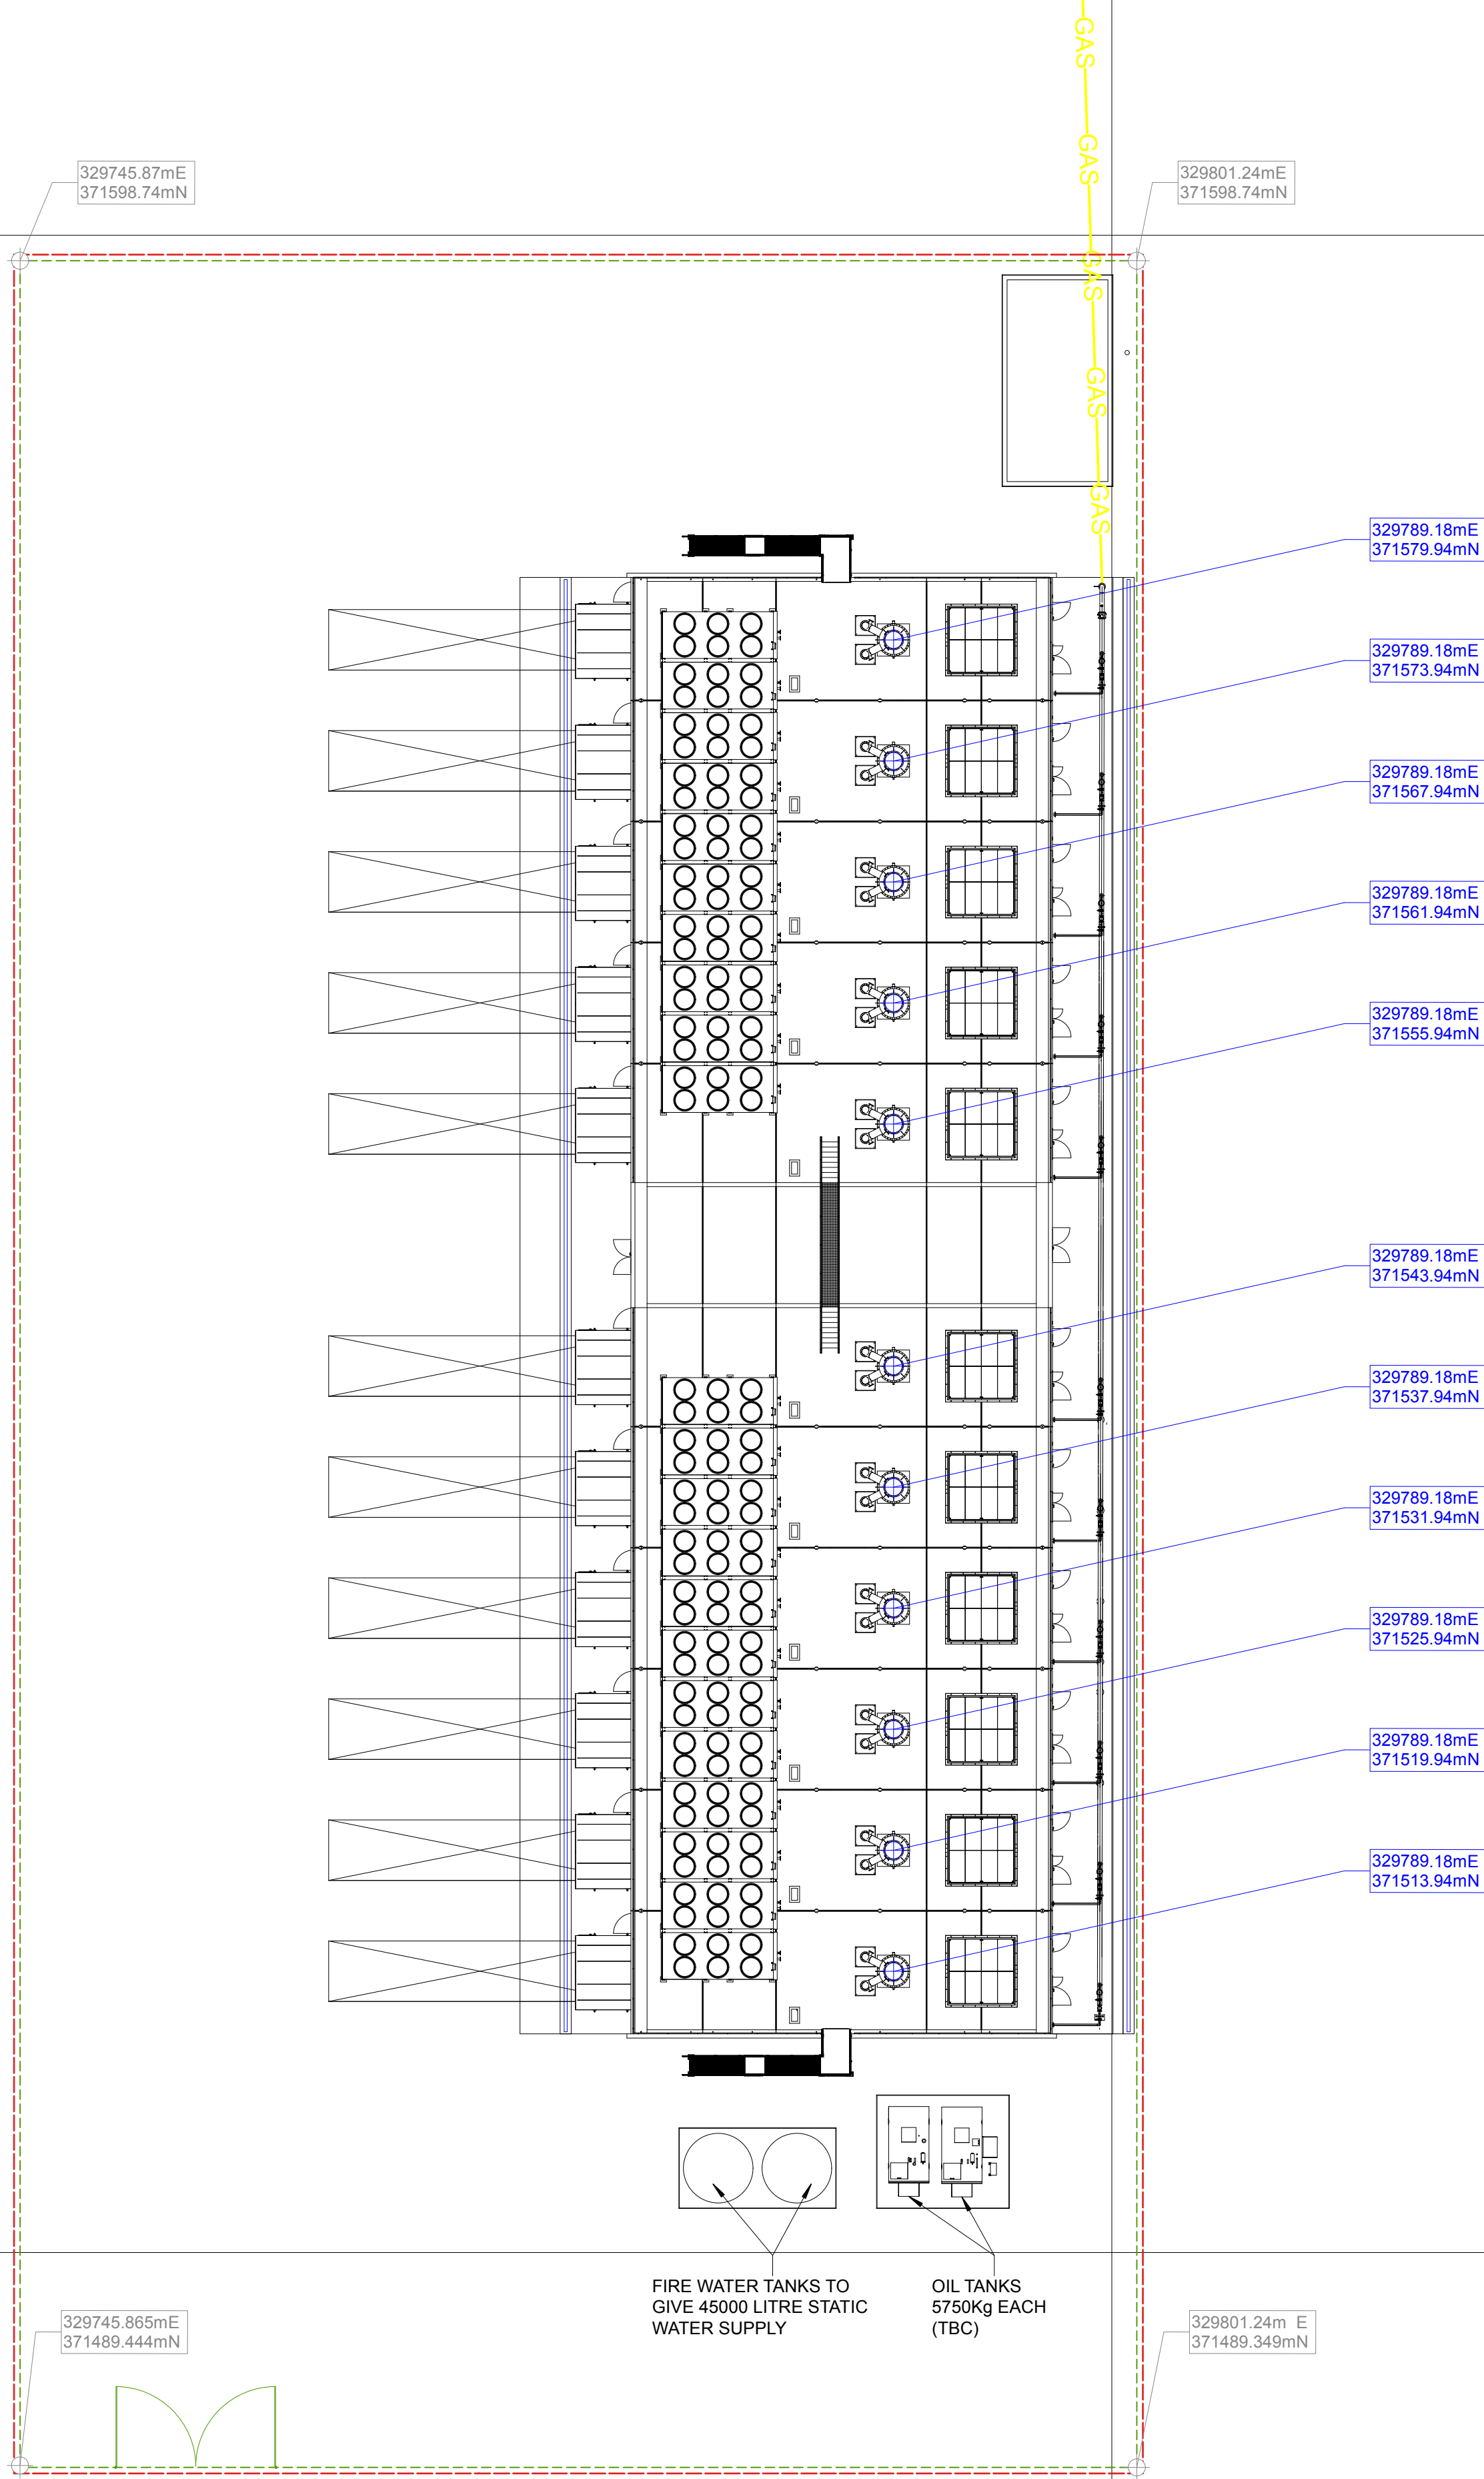 GAS
GAS
329745.87mE
371598.74mN
329801.24mE
371598.74mN
GAS
GAS
GAS
329789.18mE
371579.94mN
329789.18mE
371573.94mN
329789.18mE
371567.94mN
329789.18mE
371561.94mN
329789.18mE
371555.94mN
329789.18mE
371543.94mN
329789.18mE
371537.94mN
329789.18mE
371531.94mN
329789.18mE
371525.94mN
329789.18mE
371519.94mN
329789.18mE
371513.94mN
FIRE WATER TANKS TO
GIVE 45000 LITRE STATIC
WATER SUPPLY
OIL TANKS
5750Kg EACH
(TBC)
329745.865mE
371489.444mN
329801.24m E
371489.349mN